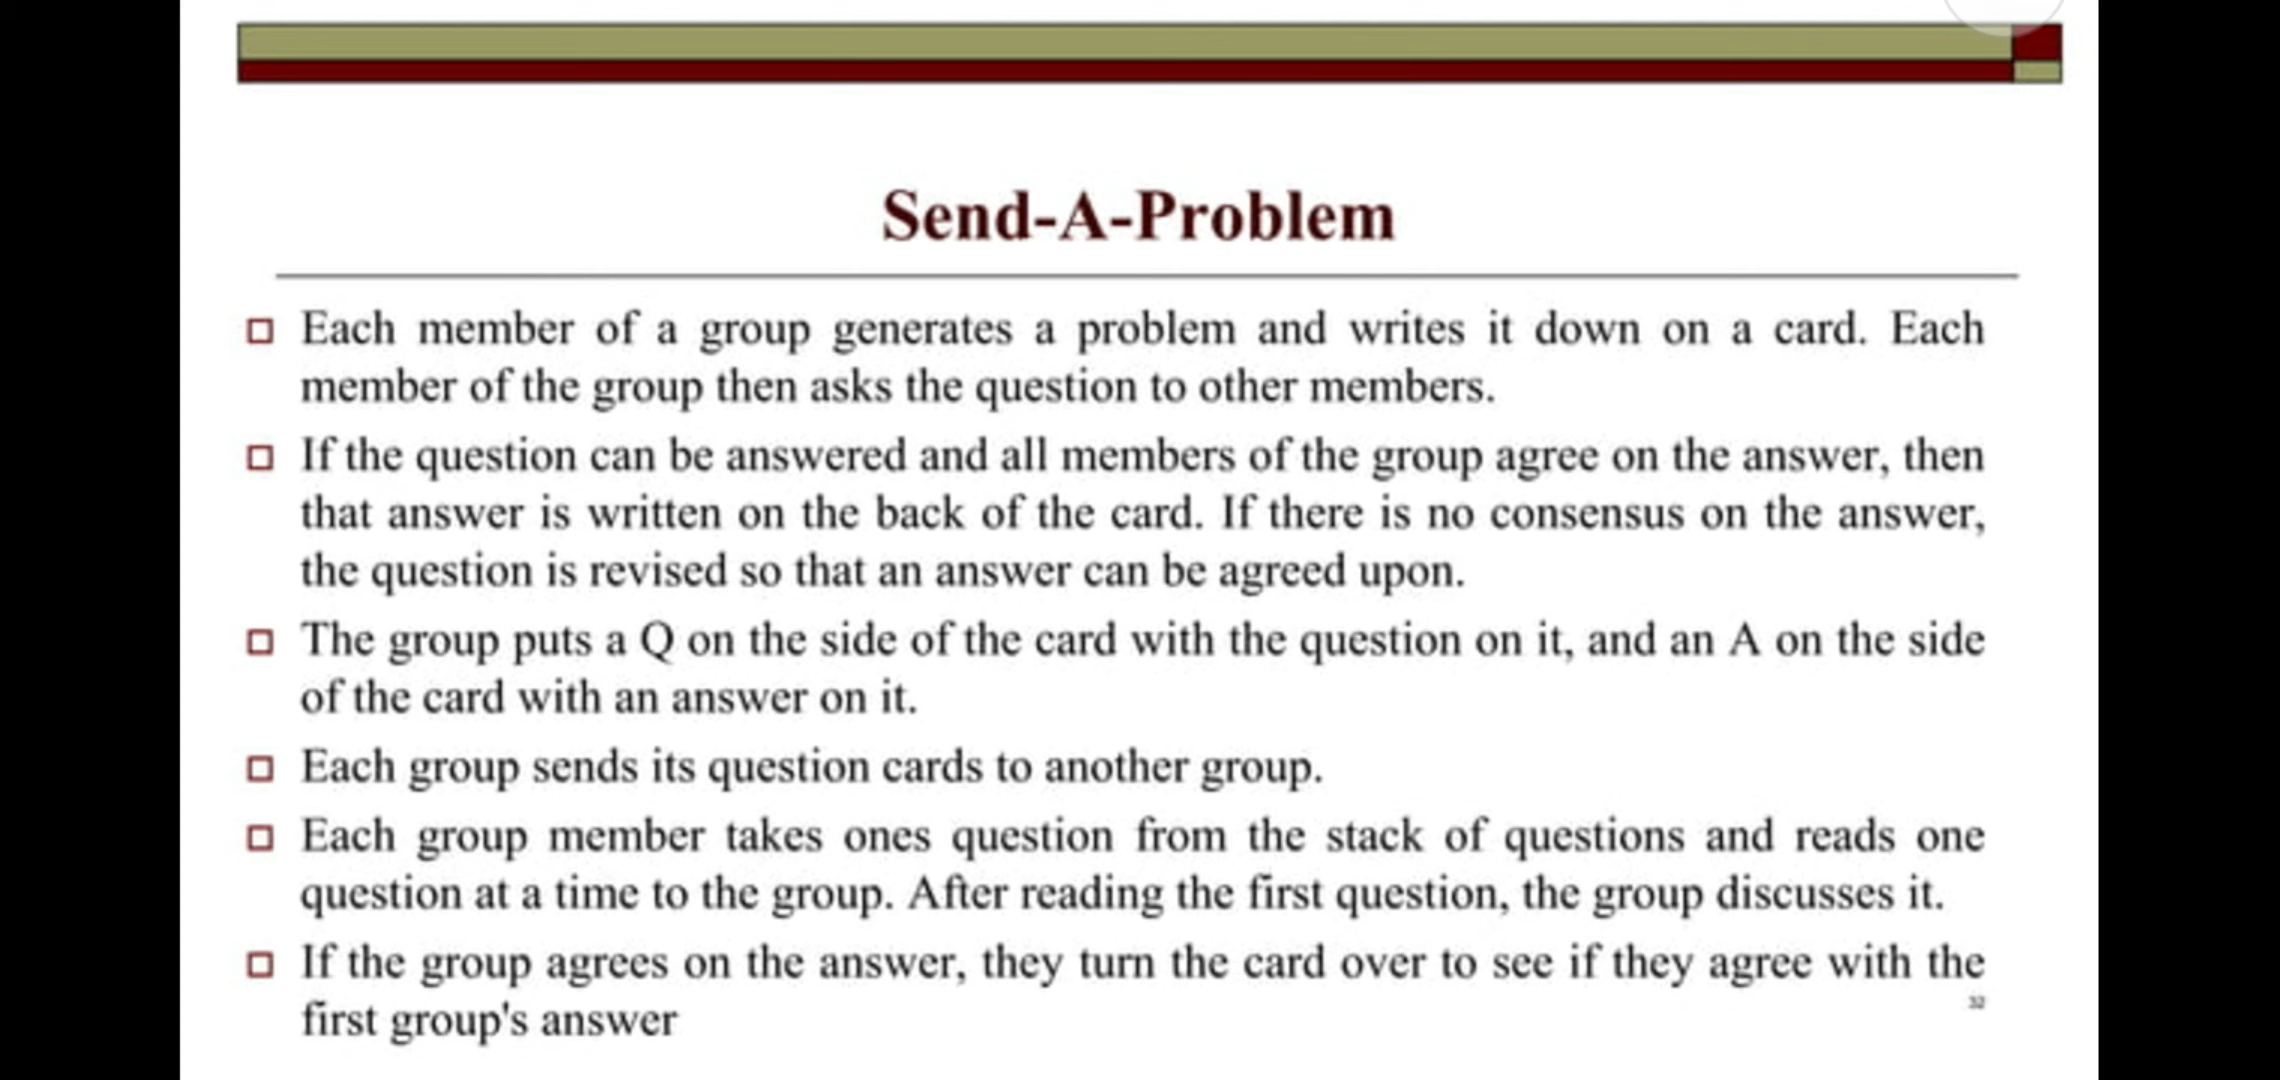 Send-A-Problem
Each member of a group generates a problem and writes it down on a card. Each
member of the group then asks the question to other members.
If the question can be answered and all members of the group agree on the answer, then
that answer is written on the back of the card. If there is no consensus on the answer,
the question is revised so that an answer can be agreed upon.
The group puts a Q on the side of the card with the question on it, and an A on the side
of the card with an answer on it.
Each group sends its question cards to another group.
Each group member takes ones question from the stack of questions and reads one
question at a time to the group. After reading the first question, the group discusses it.
If the group agrees on the answer, they turn the card over to see if they agree with the
first group's answer
32